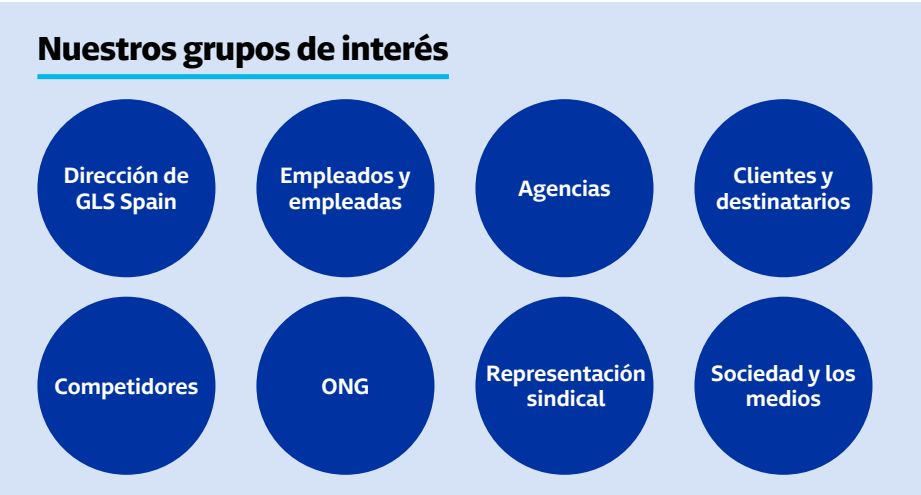 Nuestros grupos de interés
Dirección de
GLS Spain
Empleados y
empleadas
Agencias
Clientes y
destinatarios
Competidores
ONG
Representación
sindical
Sociedad y los
medios